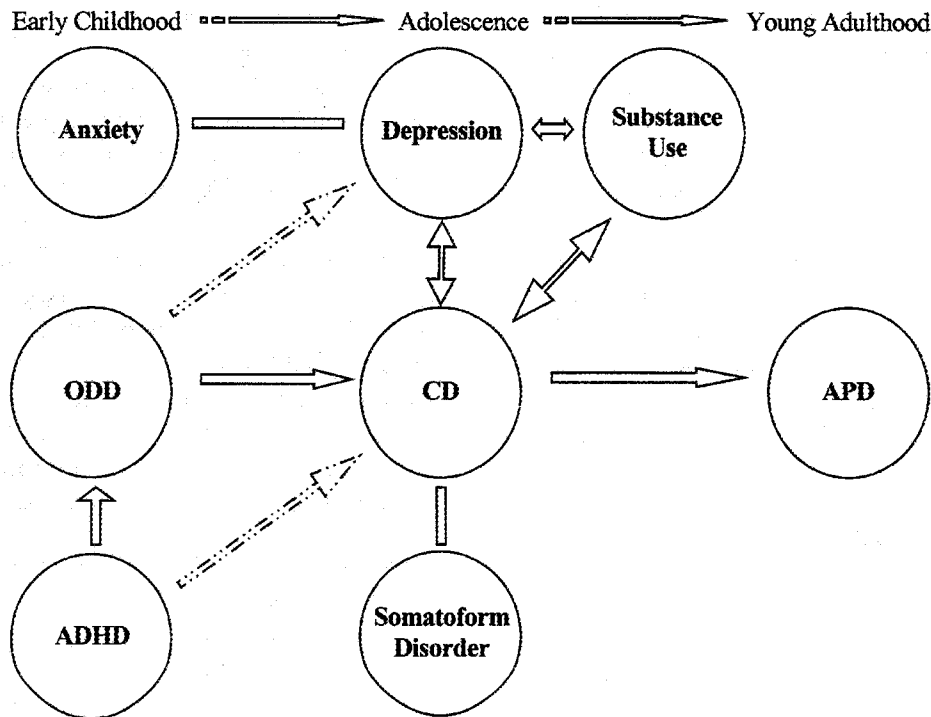 Early Childhood
Adolescence
Young Adulthood
Anxiety
Depression
Substance
Use
ODD
CD
APD
ADHD
Somatoform
Disorder